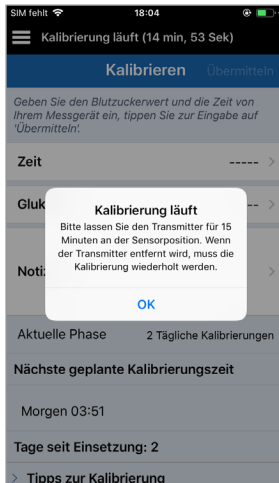 SIM fehlt 18:04
Kalibrierung läuft (14 min, 53 Sek)
Kalibrieren Übermitteln
Geben Sie den Blutzuckerwert und die Zeit von
Ihrem Messgerät ein, tippen Sie zur Eingabe auf
'Übermitteln'.
Zeit ----- >
Gluk -- >
Kalibrierung läuft
Bitte lassen Sie den Transmitter für 15
Minuten an der Sensorposition. Wenn
der Transmitter entfernt wird, muss die
Kalibrierung wiederholt werden.
Noti >
OK
Aktuelle Phase 2 Tägliche Kalibrierungen
Nächste geplante Kalibrierungszeit
Morgen 03:51
Tage seit Einsetzung: 2
> Tipps zur Kalibrierung